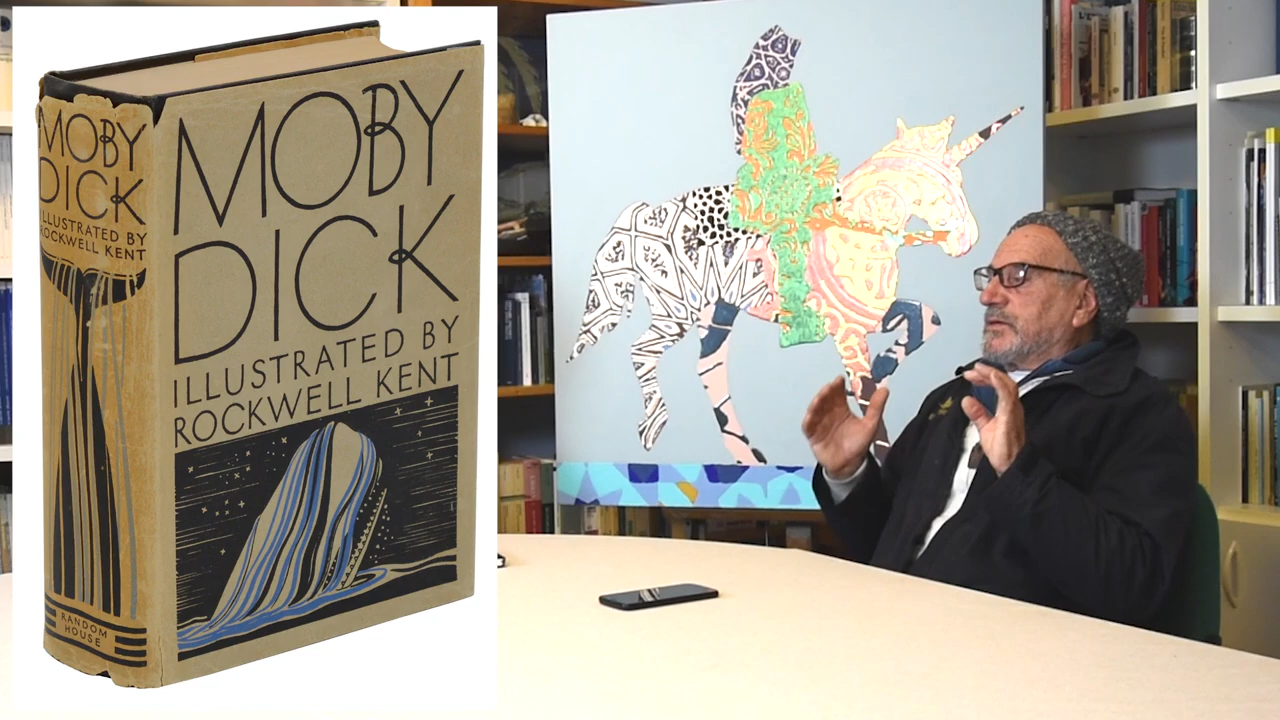 MOBY
DICK
ILLUSTRATED BY
ROCKWELL KENT
RANDOM
HOUSE
MOBY
DICK
ILLUSTRATED BY
ROCKWELL KENT